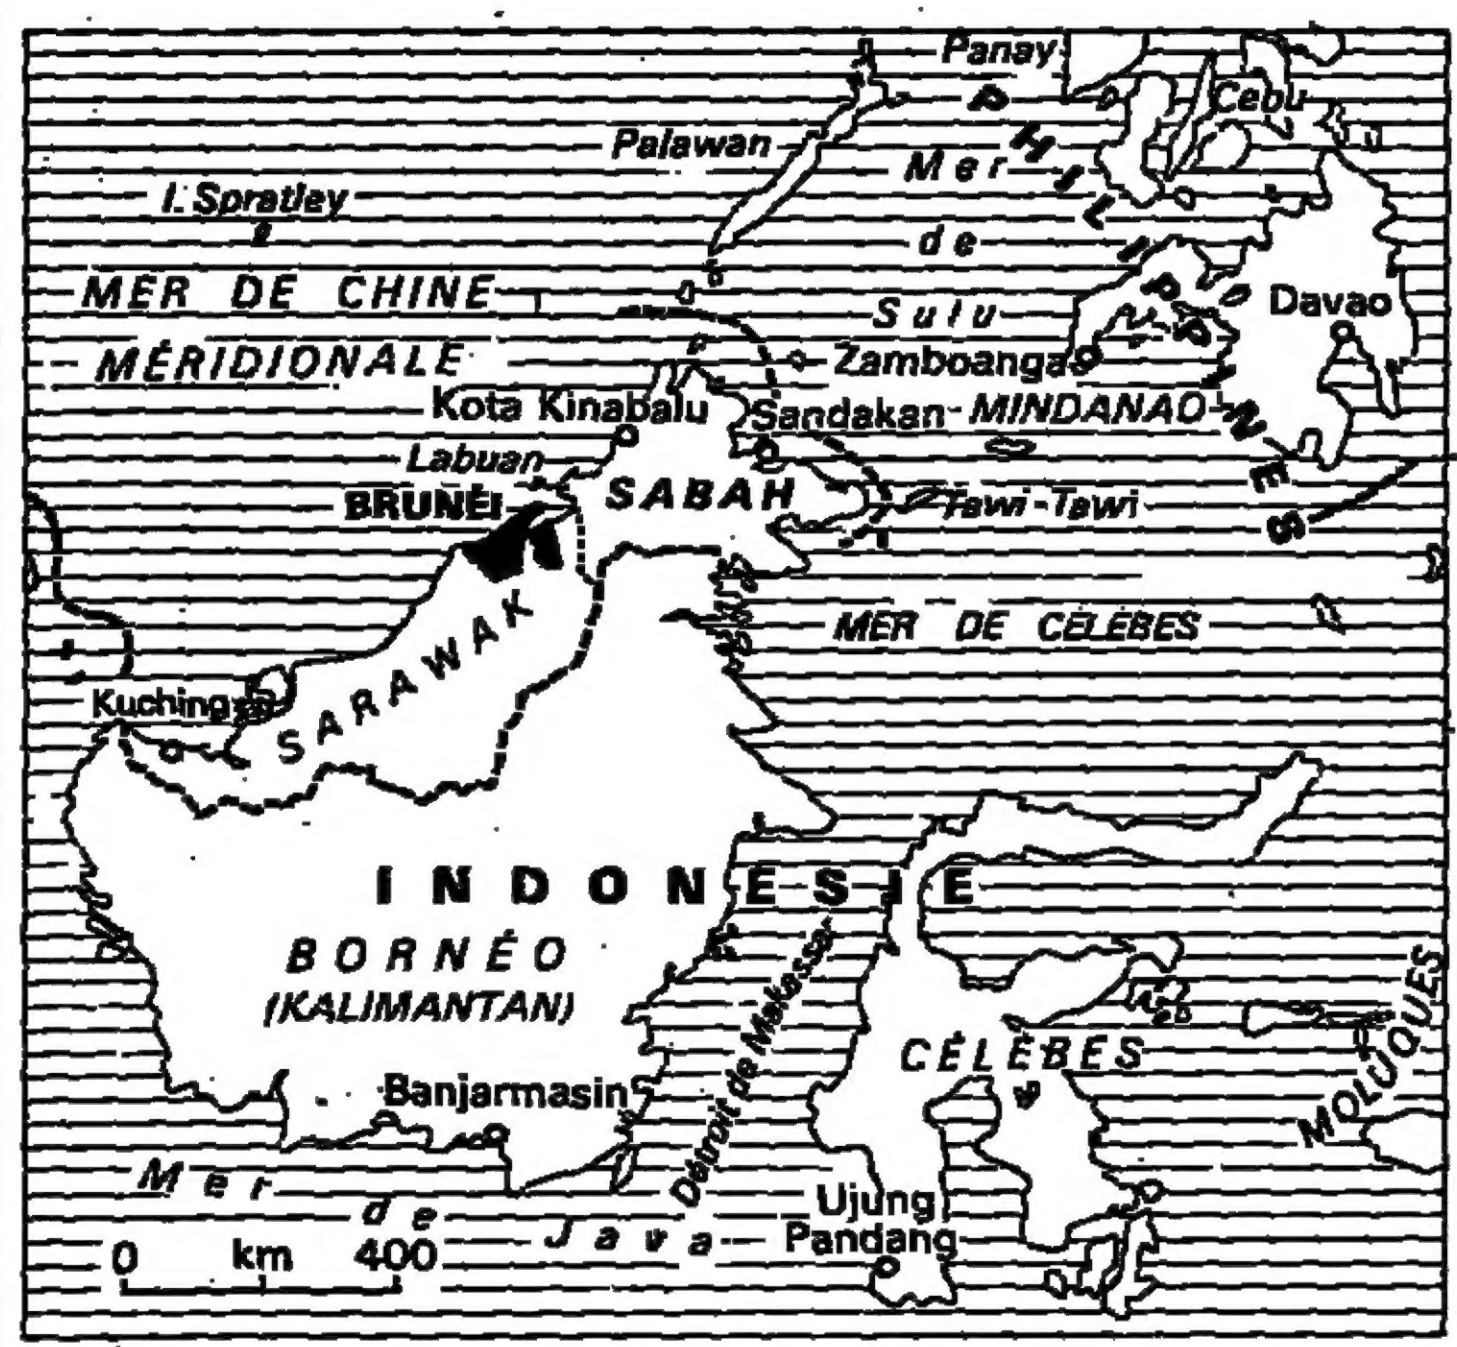 Panay
PHILIPPINES
Cebu
Palawan
Mer
de
Sulu
I. Spratley
MER DE CHINE
MÉRIDIONALE
Davao
Zamboanga
Kota Kinabalu
Sandakan
MINDANAO
Labuan
BRUNÉI
SABAH
Tawi-Tawi
MER DE CÉLÈBES
SARAWAK
Kuching
INDONESIE
BORNÉO
(KALIMANTAN)
Détroit de Makassar
CÉLÈBES
MOLUQUES
Banjarmasin
Mer
de
Java
Ujung
Pandang
0 km 400